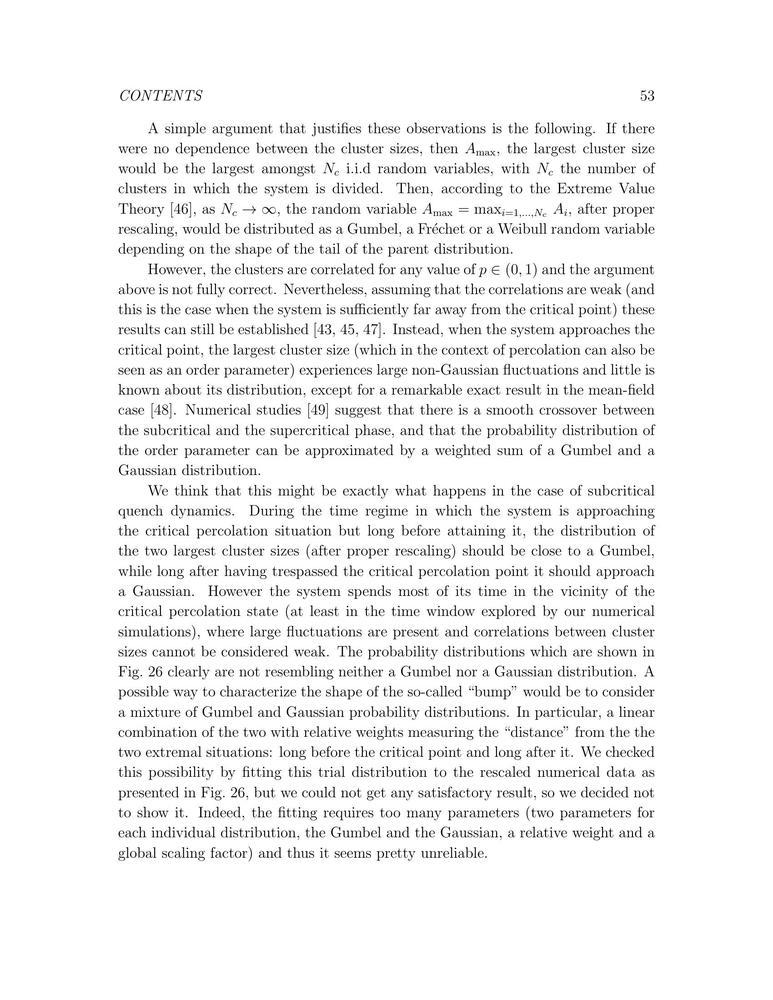 CONTENTS 53
A simple argument that justifies these observations is the following. If there
were no dependence between the cluster sizes, then A_max, the largest cluster size
would be the largest amongst N_c i.i.d random variables, with N_c the number of
clusters in which the system is divided. Then, according to the Extreme Value
Theory [46], as N_c → ∞, the random variable A_max = max_{i=1,...,N_c} A_i, after proper
rescaling, would be distributed as a Gumbel, a Fréchet or a Weibull random variable
depending on the shape of the tail of the parent distribution.
However, the clusters are correlated for any value of p ∈ (0, 1) and the argument
above is not fully correct. Nevertheless, assuming that the correlations are weak (and
this is the case when the system is sufficiently far away from the critical point) these
results can still be established [43, 45, 47]. Instead, when the system approaches the
critical point, the largest cluster size (which in the context of percolation can also be
seen as an order parameter) experiences large non-Gaussian fluctuations and little is
known about its distribution, except for a remarkable exact result in the mean-field
case [48]. Numerical studies [49] suggest that there is a smooth crossover between
the subcritical and the supercritical phase, and that the probability distribution of
the order parameter can be approximated by a weighted sum of a Gumbel and a
Gaussian distribution.
We think that this might be exactly what happens in the case of subcritical
quench dynamics. During the time regime in which the system is approaching
the critical percolation situation but long before attaining it, the distribution of
the two largest cluster sizes (after proper rescaling) should be close to a Gumbel,
while long after having trespassed the critical percolation point it should approach
a Gaussian. However the system spends most of its time in the vicinity of the
critical percolation state (at least in the time window explored by our numerical
simulations), where large fluctuations are present and correlations between cluster
sizes cannot be considered weak. The probability distributions which are shown in
Fig. 26 clearly are not resembling neither a Gumbel nor a Gaussian distribution. A
possible way to characterize the shape of the so-called “bump” would be to consider
a mixture of Gumbel and Gaussian probability distributions. In particular, a linear
combination of the two with relative weights measuring the “distance” from the the
two extremal situations: long before the critical point and long after it. We checked
this possibility by fitting this trial distribution to the rescaled numerical data as
presented in Fig. 26, but we could not get any satisfactory result, so we decided not
to show it. Indeed, the fitting requires too many parameters (two parameters for
each individual distribution, the Gumbel and the Gaussian, a relative weight and a
global scaling factor) and thus it seems pretty unreliable.